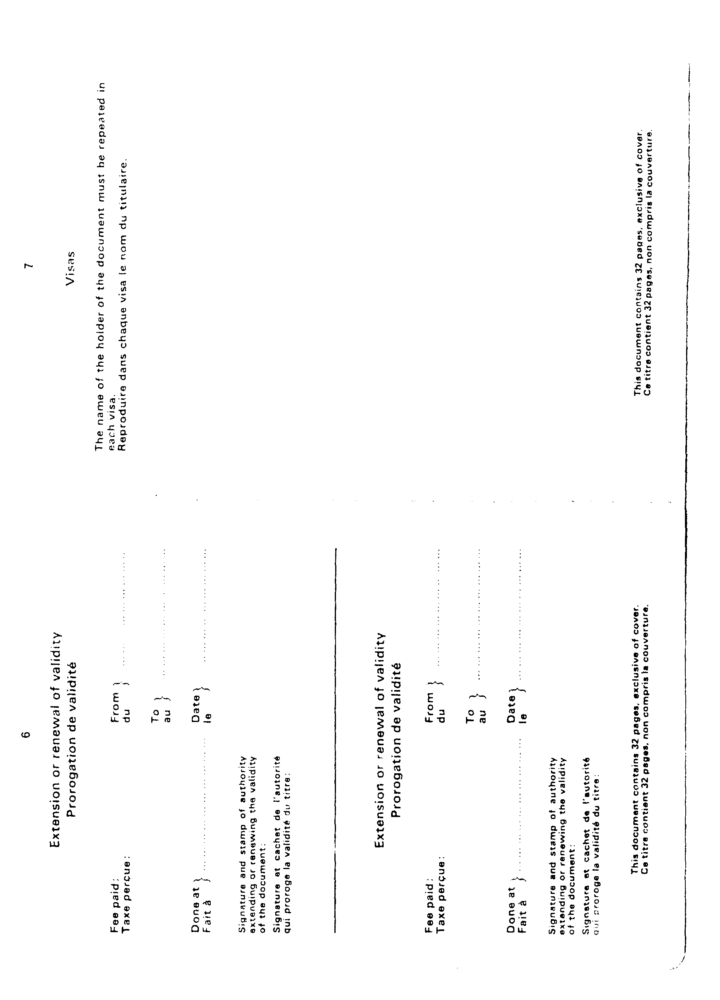 6
Extension or renewal of validity
Prorogation de validité
Fee paid:
Taxe perçue:
From }
du
To }
au
Done at }
Fait à
Date }
le
Signature and stamp of authority
extending or renewing the validity
of the document:
Signature et cachet de l'autorité
qui proroge la validité du titre:
Extension or renewal of validity
Prorogation de validité
Fee paid:
Taxe perçue:
From }
du
To }
au
Done at }
Fait à
Date }
le
Signature and stamp of authority
extending or renewing the validity
of the document:
Signature et cachet de l'autorité
qui proroge la validité du titre:
This document contains 32 pages, exclusive of cover.
Ce titre contient 32 pages, non compris la couverture.
7
Visas
The name of the holder of the document must be repeated in
each visa.
Reproduire dans chaque visa le nom du titulaire.
This document contains 32 pages, exclusive of cover.
Ce titre contient 32 pages, non compris la couverture.